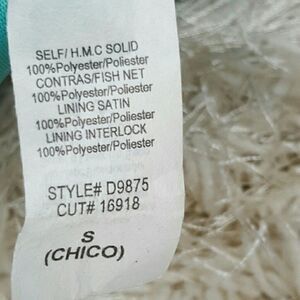 SELF/ H.M.C SOLID
100%Polyester/Poliester
CONTRAS/FISH NET
100%Polyester/Poliester
LINING SATIN
100%Polyester/Poliester
LINING INTERLOCK
100%Polyester/Poliester
STYLE# D9875
CUT# 16918
S
(CHICO)